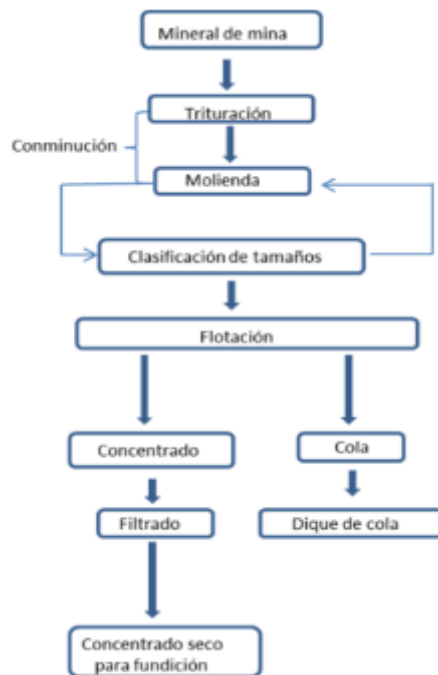 Mineral de mina
Trituración
Conminución
Molienda
Clasificación de tamaños
Flotación
Concentrado
Cola
Filtrado
Dique de cola
Concentrado seco
para fundición